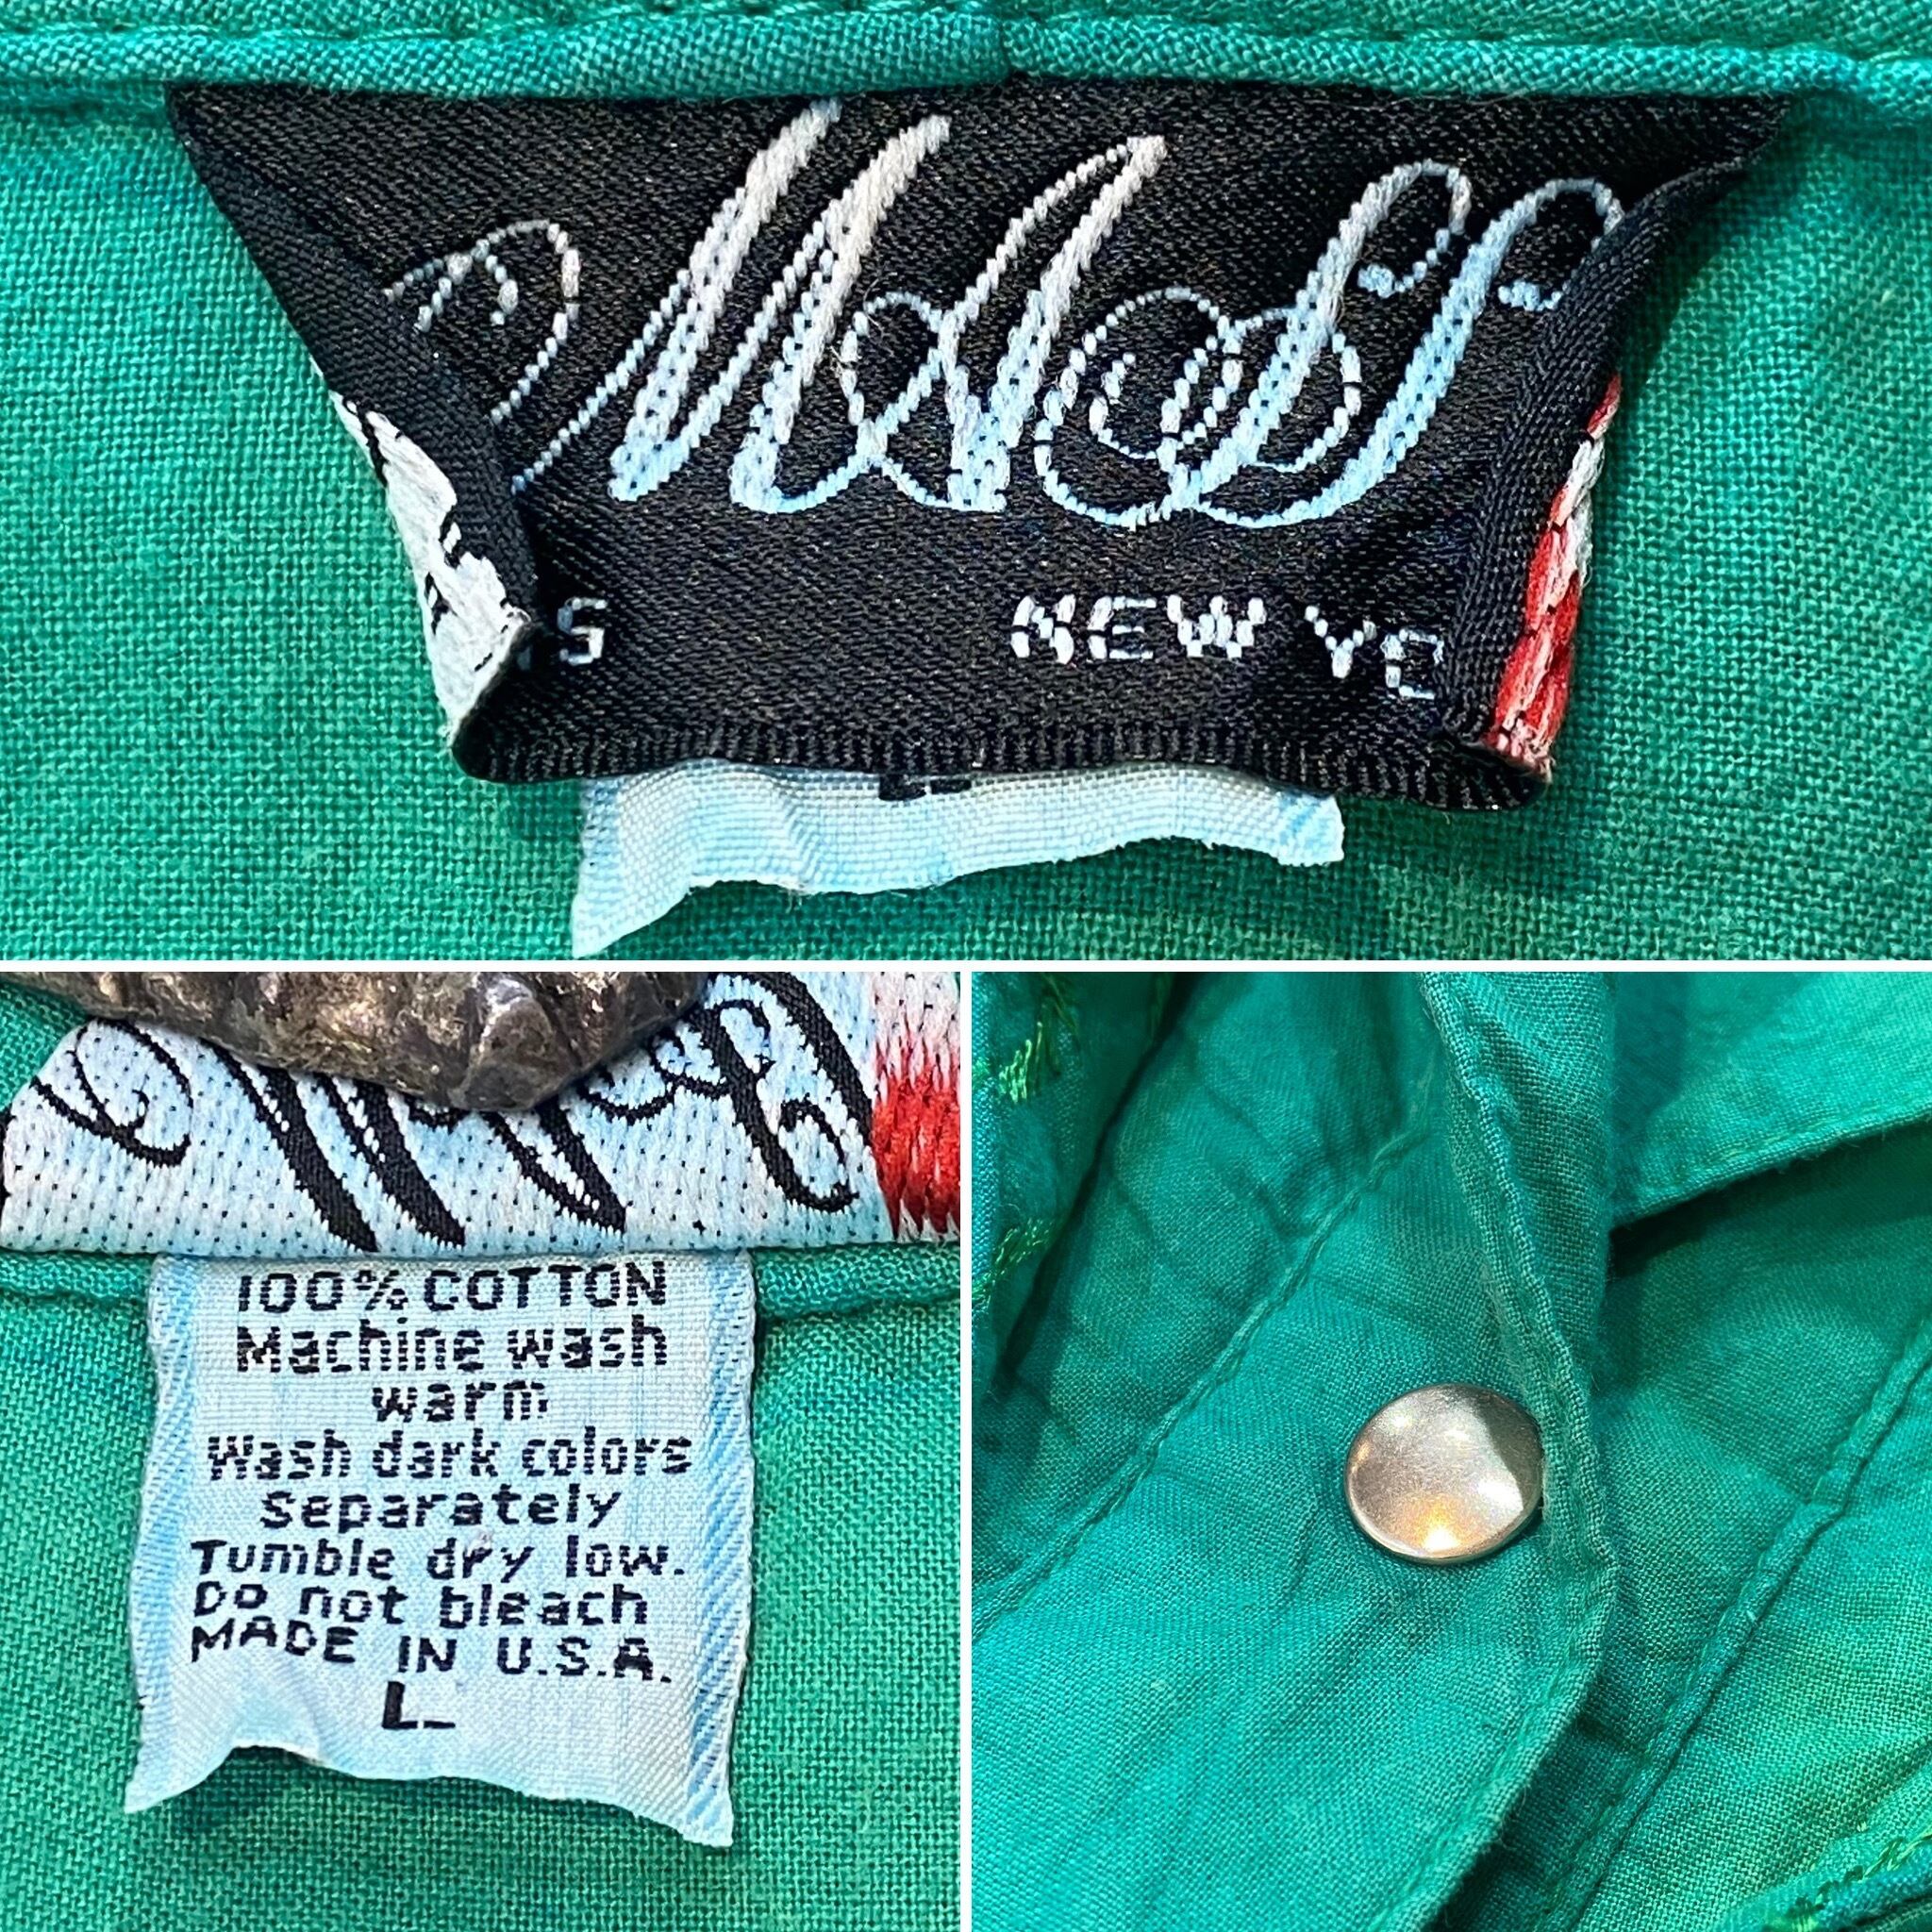 S NEW YO
100% COTTON
Machine wash
warm
Wash dark colors
Separately
Tumble dry low.
Do not bleach
MADE IN U.S.A.
L